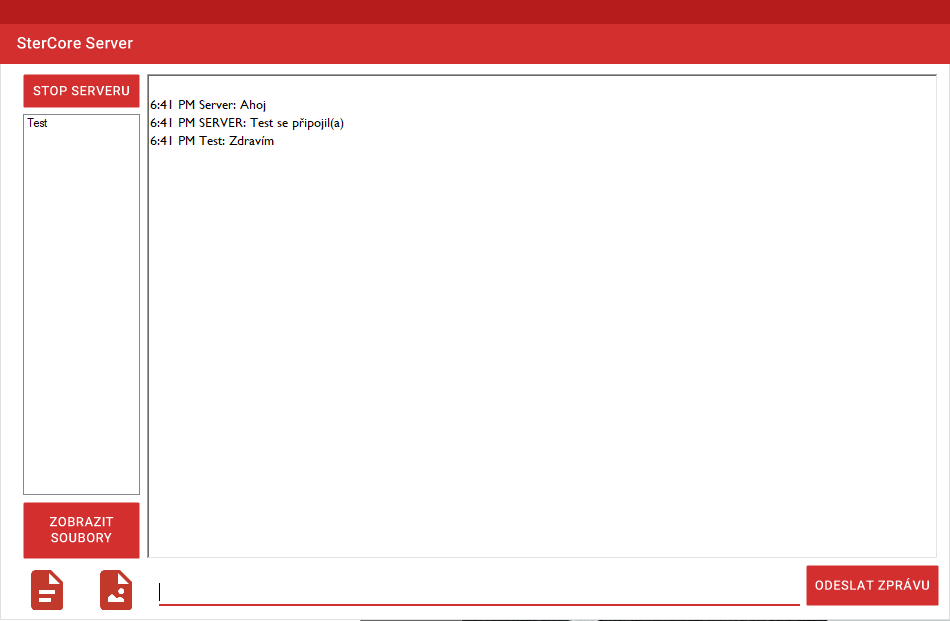 SterCore Server
STOP SERVERU
Test
6:41 PM Server: Ahoj
6:41 PM SERVER: Test se připojil(a)
6:41 PM Test: Zdravím
ZOBRAZIT
SOUBORY
ODESLAT ZPRÁVU